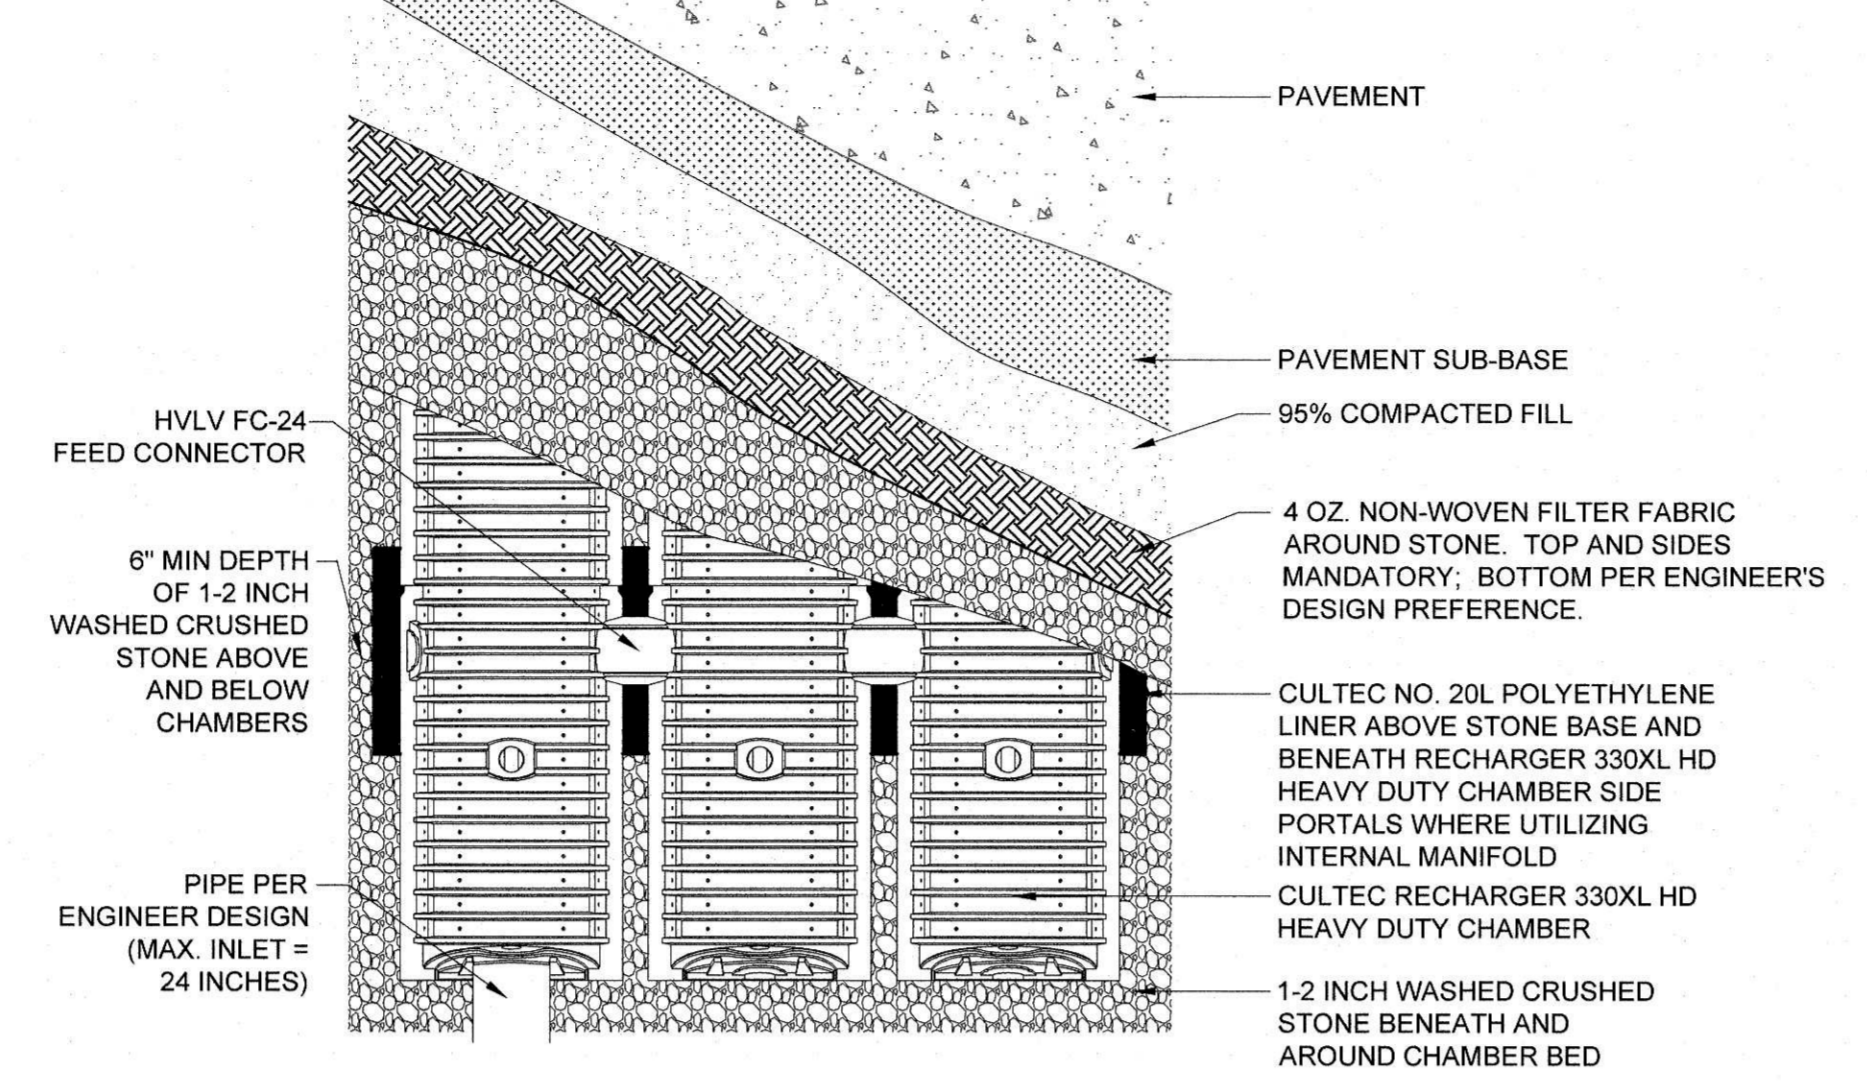 PAVEMENT
PAVEMENT SUB-BASE
95% COMPACTED FILL
4 OZ. NON-WOVEN FILTER FABRIC
AROUND STONE.  TOP AND SIDES
MANDATORY;  BOTTOM PER ENGINEER'S
DESIGN PREFERENCE.
CULTEC NO. 20L POLYETHYLENE
LINER ABOVE STONE BASE AND
BENEATH RECHARGER 330XL HD
HEAVY DUTY CHAMBER SIDE
PORTALS WHERE UTILIZING
INTERNAL MANIFOLD
CULTEC RECHARGER 330XL HD
HEAVY DUTY CHAMBER
1-2 INCH WASHED CRUSHED
STONE BENEATH AND
AROUND CHAMBER BED
HVLV FC-24
FEED CONNECTOR
6" MIN DEPTH
OF 1-2 INCH
WASHED CRUSHED
STONE ABOVE
AND BELOW
CHAMBERS
PIPE PER
ENGINEER DESIGN
(MAX. INLET =
24 INCHES)